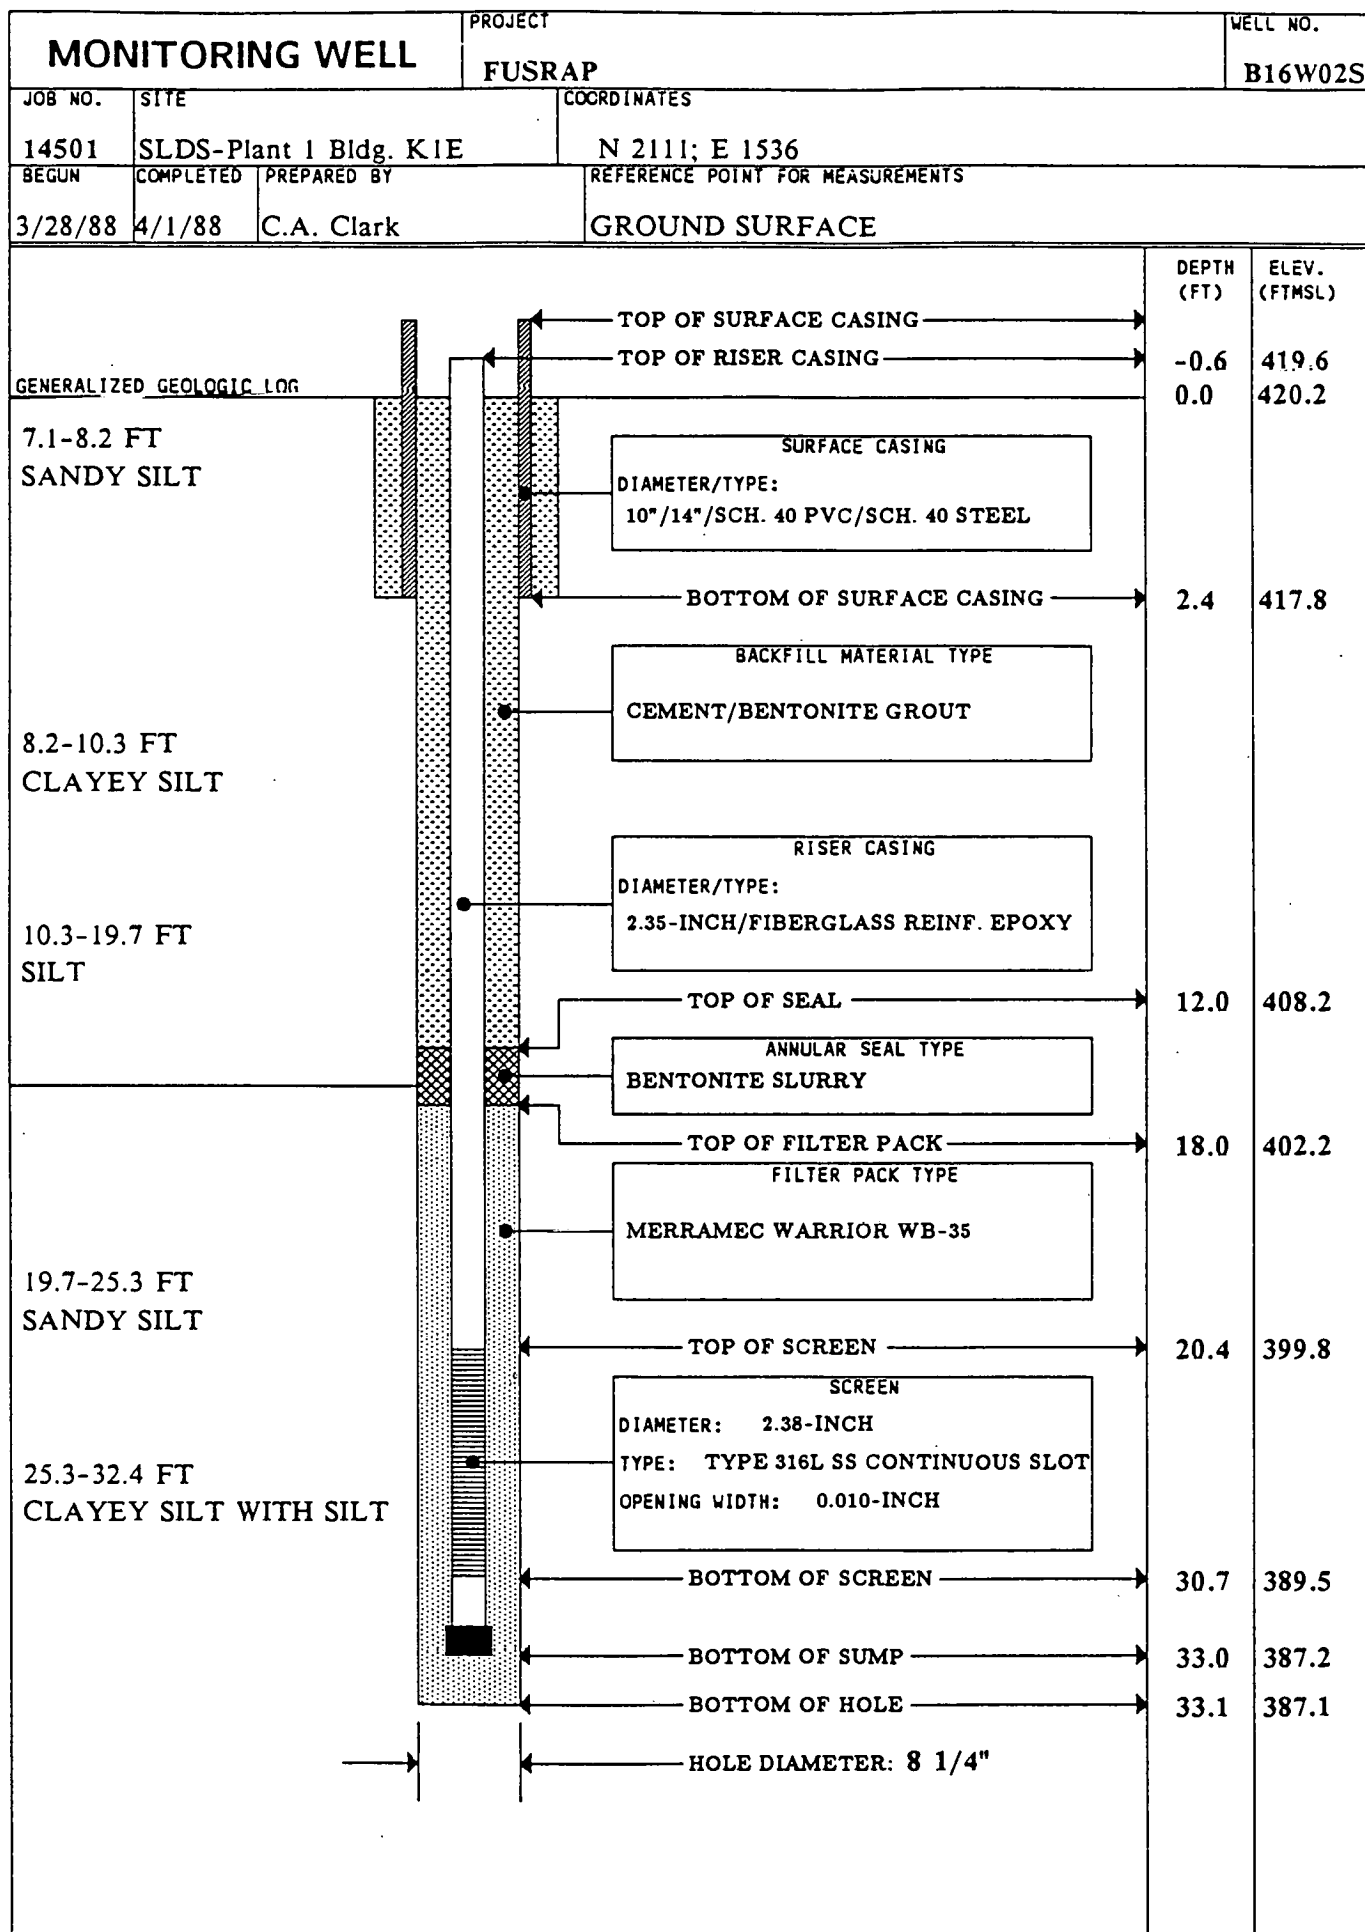 MONITORING WELL
PROJECT
FUSRAP
WELL NO.
B16W02S
JOB NO.
14501
SITE
SLDS-Plant 1 Bldg. K1E
COORDINATES
N 2111; E 1536
BEGUN
3/28/88
COMPLETED
4/1/88
PREPARED BY
C.A. Clark
REFERENCE POINT FOR MEASUREMENTS
GROUND SURFACE
DEPTH
(FT)
ELEV.
(FTMSL)
TOP OF SURFACE CASING
TOP OF RISER CASING -0.6 419.6
GENERALIZED GEOLOGIC LOG 0.0 420.2
7.1-8.2 FT
SANDY SILT
SURFACE CASING
DIAMETER/TYPE:
10"/14"/SCH. 40 PVC/SCH. 40 STEEL
BOTTOM OF SURFACE CASING 2.4 417.8
BACKFILL MATERIAL TYPE
CEMENT/BENTONITE GROUT
8.2-10.3 FT
CLAYEY SILT
RISER CASING
DIAMETER/TYPE:
2.35-INCH/FIBERGLASS REINF. EPOXY
10.3-19.7 FT
SILT
TOP OF SEAL 12.0 408.2
ANNULAR SEAL TYPE
BENTONITE SLURRY
TOP OF FILTER PACK 18.0 402.2
FILTER PACK TYPE
MERRAMEC WARRIOR WB-35
19.7-25.3 FT
SANDY SILT
TOP OF SCREEN 20.4 399.8
SCREEN
DIAMETER: 2.38-INCH
TYPE: TYPE 316L SS CONTINUOUS SLOT
OPENING WIDTH: 0.010-INCH
25.3-32.4 FT
CLAYEY SILT WITH SILT
BOTTOM OF SCREEN 30.7 389.5
BOTTOM OF SUMP 33.0 387.2
BOTTOM OF HOLE 33.1 387.1
HOLE DIAMETER: 8 1/4"